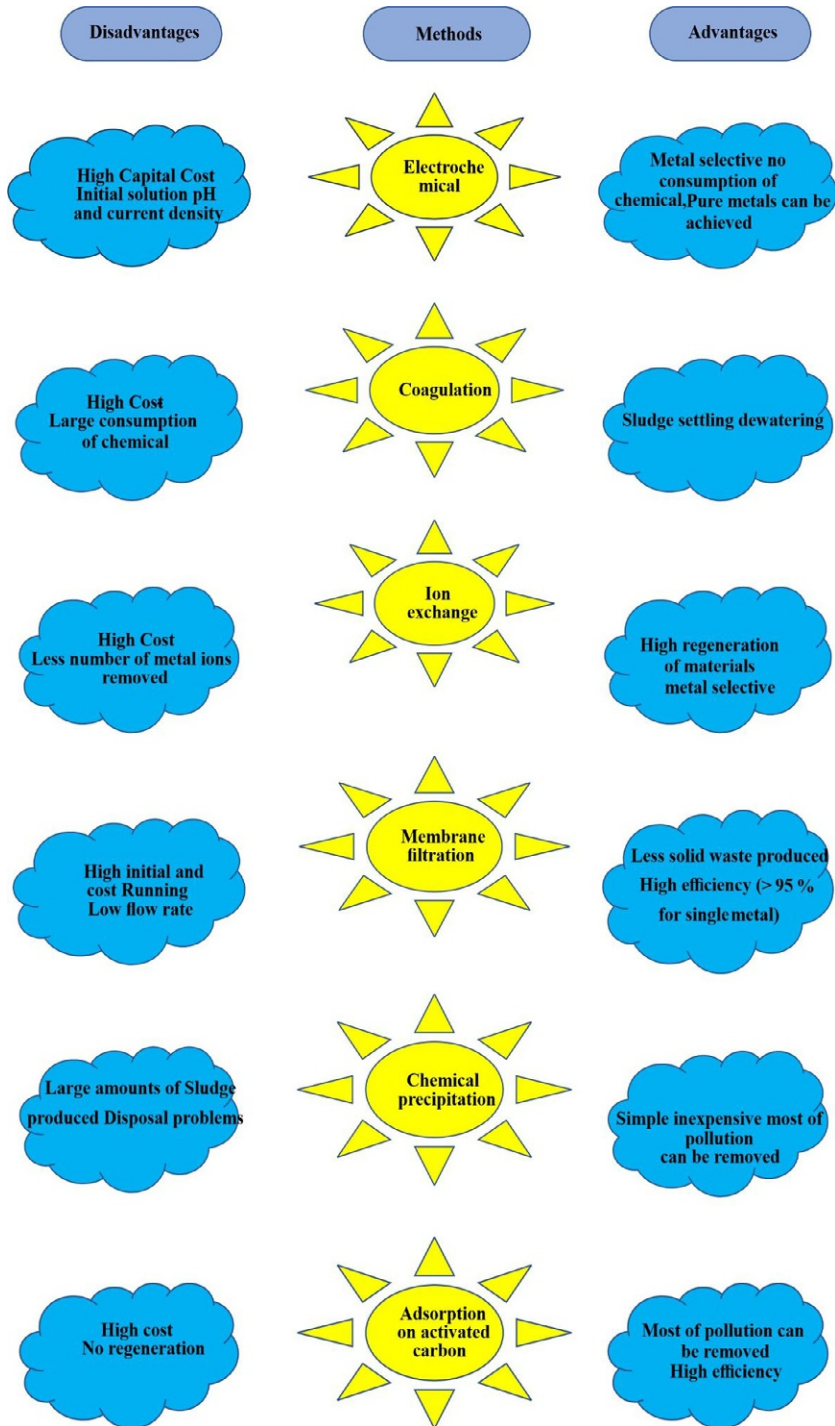 Disadvantages
Methods
Advantages
High Capital Cost
Initial solution pH
and current density
Electroche
mical
Metal selective no
consumption of
chemical,Pure metals can be
achieved
High Cost
Large consumption
of chemical
Coagulation
Sludge settling dewatering
High Cost
Less number of metal ions
removed
Ion
exchange
High regeneration
of materials
metal selective
High initial and
cost Running
Low flow rate
Membrane
filtration
Less solid waste produced
High efficiency (> 95 %
for single metal)
Large amounts of Sludge
produced Disposal problems
Chemical
precipitation
Simple inexpensive most of
pollution
can be removed
High cost
No regeneration
Adsorption
on activated
carbon
Most of pollution can
be removed
High efficiency